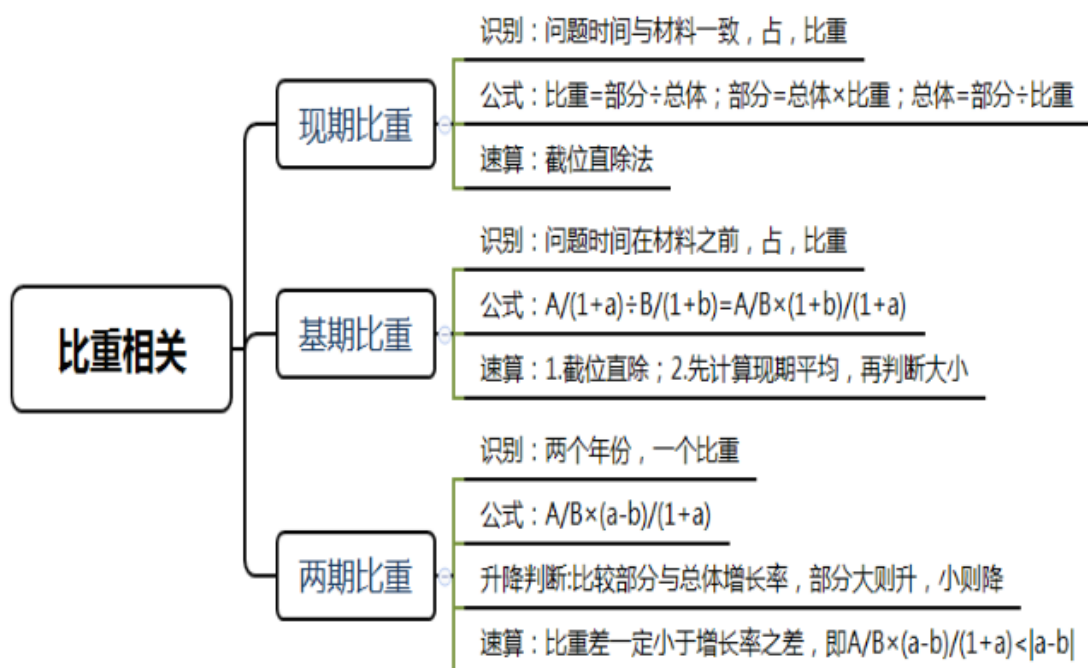 比重相关
现期比重
识别：问题时间与材料一致，占，比重
公式：比重=部分÷总体；部分=总体×比重；总体=部分÷比重
速算：截位直除法
基期比重
识别：问题时间在材料之前，占，比重
公式：A/(1+a)÷B/(1+b)=A/B×(1+b)/(1+a)
速算：1.截位直除；2.先计算现期平均，再判断大小
两期比重
识别：两个年份，一个比重
公式：A/B×(a-b)/(1+a)
升降判断:比较部分与总体增长率，部分大则升，小则降
速算：比重差一定小于增长率之差，即A/B×(a-b)/(1+a)<|a-b|